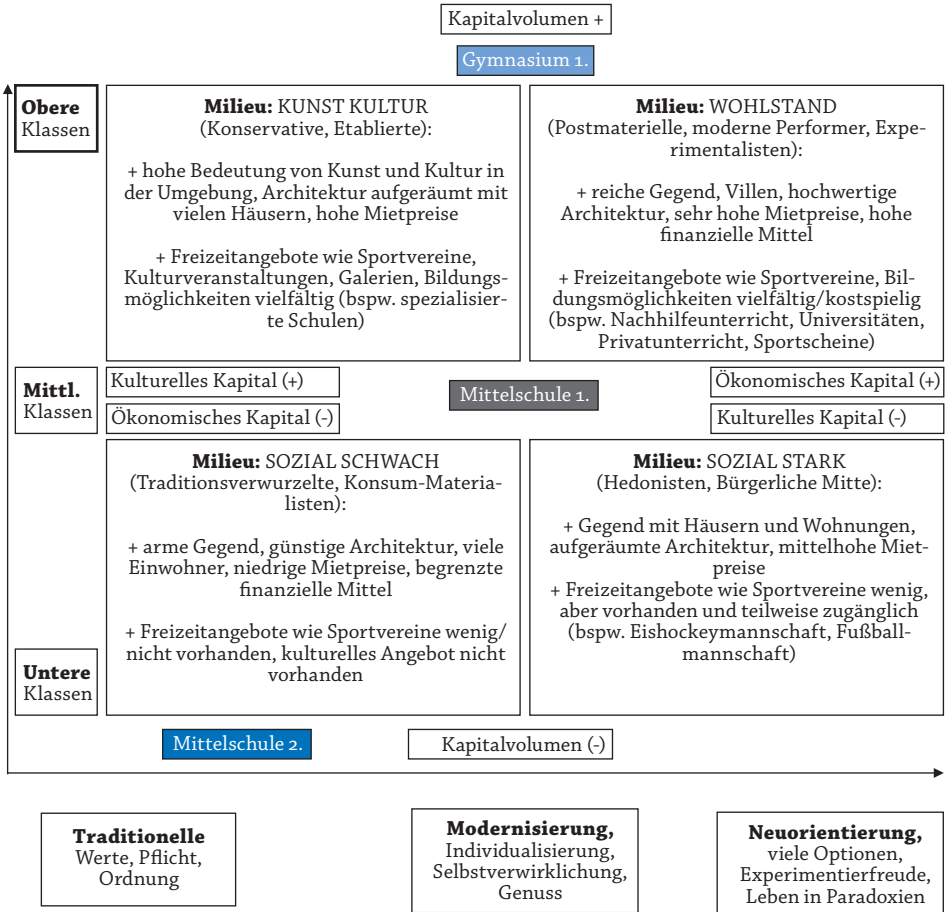 Kapitalvolumen +
Gymnasium 1.
Obere
Klassen
Milieu: KUNST KULTUR
(Konservative, Etablierte):
+ hohe Bedeutung von Kunst und Kultur in
der Umgebung, Architektur aufgeräumt mit
vielen Häusern, hohe Mietpreise
+ Freizeitangebote wie Sportvereine,
Kulturveranstaltungen, Galerien, Bildungs-
möglichkeiten vielfältig (bspw. spezialisier-
te Schulen)
Milieu: WOHLSTAND
(Postmaterielle, moderne Performer, Expe-
rimentalisten):
+ reiche Gegend, Villen, hochwertige
Architektur, sehr hohe Mietpreise, hohe
finanzielle Mittel
+ Freizeitangebote wie Sportvereine, Bil-
dungsmöglichkeiten vielfältig/kostspielig
(bspw. Nachhilfeunterricht, Universitäten,
Privatunterricht, Sportscheine)
Mittl.
Klassen
Kulturelles Kapital (+)
Ökonomisches Kapital (-)
Mittelschule 1.
Ökonomisches Kapital (+)
Kulturelles Kapital (-)
Milieu: SOZIAL SCHWACH
(Traditionsverwurzelte, Konsum-Materia-
listen):
+ arme Gegend, günstige Architektur, viele
Einwohner, niedrige Mietpreise, begrenzte
finanzielle Mittel
+ Freizeitangebote wie Sportvereine wenig/
nicht vorhanden, kulturelles Angebot nicht
vorhanden
Milieu: SOZIAL STARK
(Hedonisten, Bürgerliche Mitte):
+ Gegend mit Häusern und Wohnungen,
aufgeräumte Architektur, mittelhohe Miet-
preise
+ Freizeitangebote wie Sportvereine wenig,
aber vorhanden und teilweise zugänglich
(bspw. Eishockeymannschaft, Fußball-
mannschaft)
Untere
Klassen
Mittelschule 2.
Kapitalvolumen (-)
Traditionelle
Werte, Pflicht,
Ordnung
Modernisierung,
Individualisierung,
Selbstverwirklichung,
Genuss
Neuorientierung,
viele Optionen,
Experimentierfreude,
Leben in Paradoxien